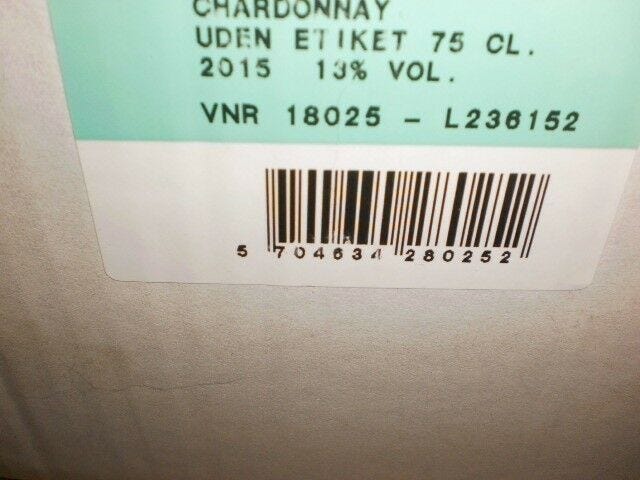 CHARDONNAY
UDEN ETIKET 75 CL.
2015 13% VOL.
VNR 18025 - L236152
5 704634 280252